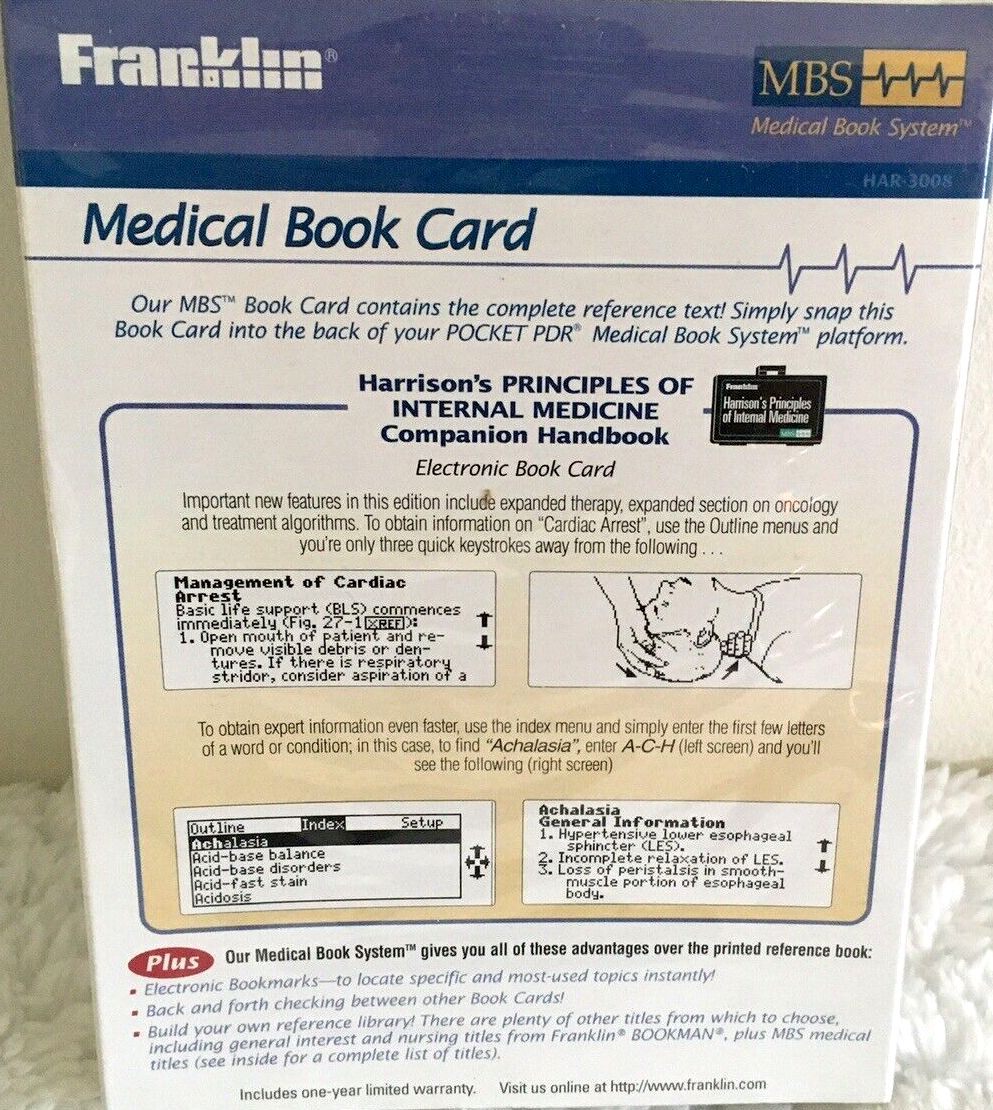 Franklin®
MBS
Medical Book System™
HAR-3008
Medical Book Card
Our MBS™ Book Card contains the complete reference text! Simply snap this
Book Card into the back of your POCKET PDR® Medical Book System™ platform.
Harrison's PRINCIPLES OF
INTERNAL MEDICINE
Companion Handbook
Franklin
Harrison's Principles
of Internal Medicine
MBS
Electronic Book Card
Important new features in this edition include expanded therapy, expanded section on oncology
and treatment algorithms. To obtain information on “Cardiac Arrest”, use the Outline menus and
you're only three quick keystrokes away from the following . . .
Management of Cardiac
Arrest
Basic life support (BLS) commences
immediately (Fig. 27-1 XREF):
1. Open mouth of patient and re-
move visible debris or den-
tures. If there is respiratory
stridor, consider aspiration of a
To obtain expert information even faster, use the index menu and simply enter the first few letters
of a word or condition; in this case, to find “Achalasia”, enter A-C-H (left screen) and you'll
see the following (right screen)
Outline Index Setup
Achalasia
Acid-base balance
Acid-base disorders
Acid-fast stain
Acidosis
Achalasia
General Information
1. Hypertensive lower esophageal
sphincter (LES).
2. Incomplete relaxation of LES.
3. Loss of peristalsis in smooth-
muscle portion of esophageal
body.
Plus Our Medical Book System™ gives you all of these advantages over the printed reference book:
▪ Electronic Bookmarks—to locate specific and most-used topics instantly!
▪ Back and forth checking between other Book Cards!
▪ Build your own reference library! There are plenty of other titles from which to choose,
including general interest and nursing titles from Franklin® BOOKMAN®, plus MBS medical
titles (see inside for a complete list of titles).
Includes one-year limited warranty. Visit us online at http://www.franklin.com